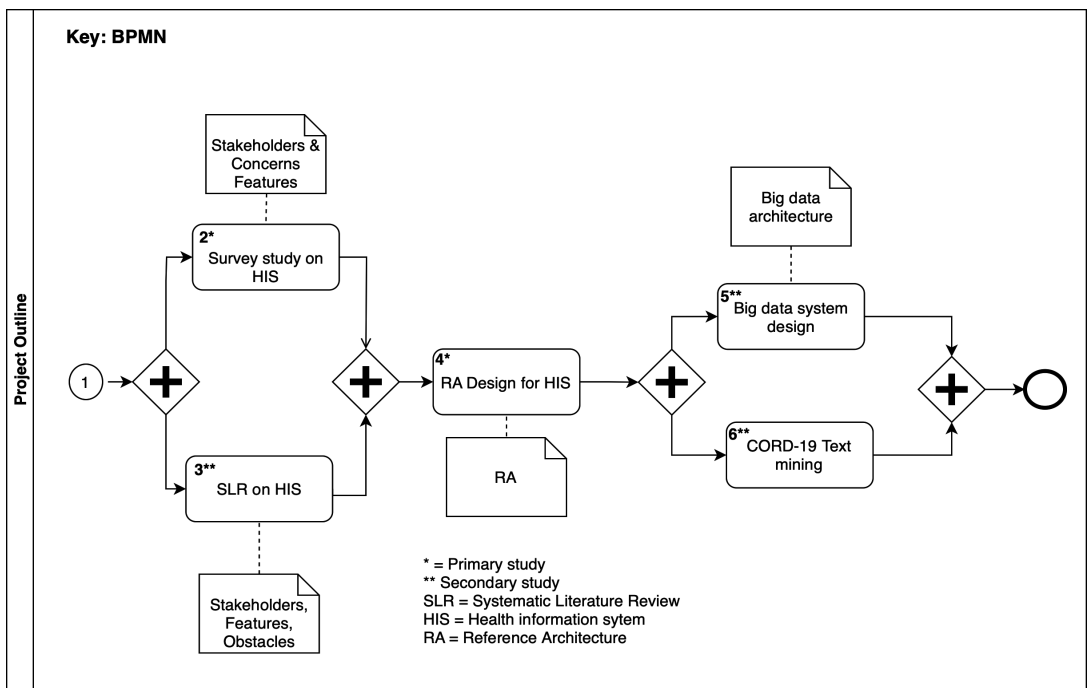 Project Outline
Key: BPMN
Stakeholders &
Concerns
Features
2*
Survey study on
HIS
1
3**
SLR on HIS
Stakeholders,
Features,
Obstacles
4*
RA Design for HIS
RA
Big data
architecture
5**
Big data system
design
6**
CORD-19 Text
mining
* = Primary study
** Secondary study
SLR = Systematic Literature Review
HIS = Health information sytem
RA = Reference Architecture